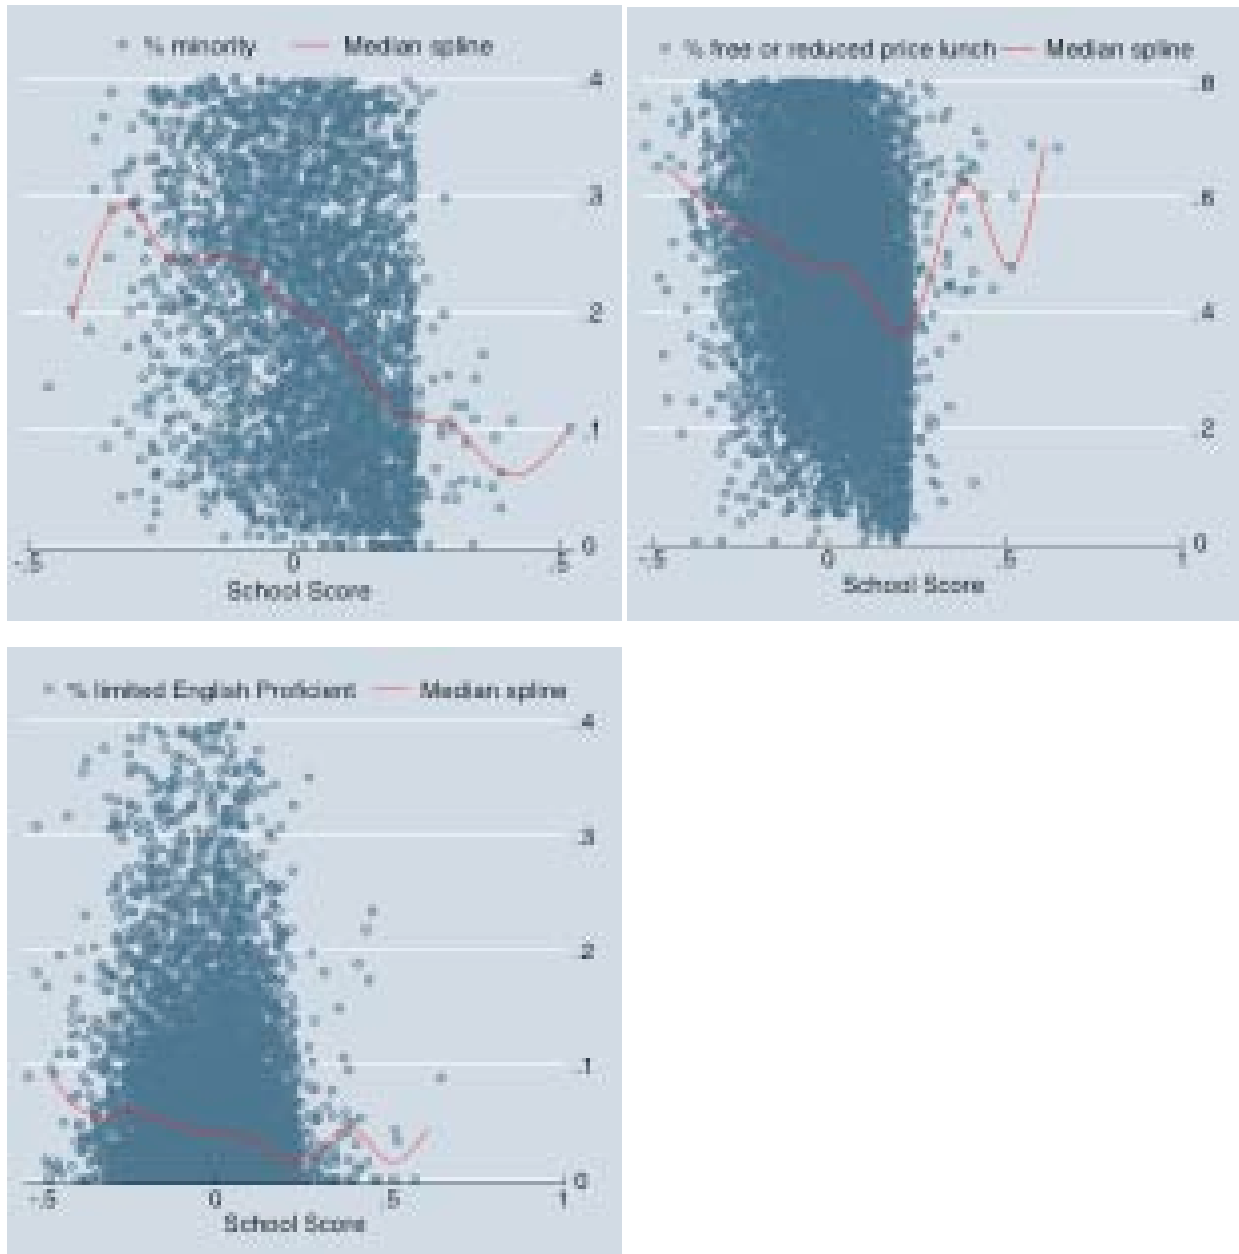 % minority Median spline
.4
.3
.2
.1
0
-.5 0 .5
School Score
% free or reduced price lunch Median spline
.8
.6
.4
.2
0
-.5 0 .5 1
School Score
% limited English Proficient Median spline
.4
.3
.2
.1
0
-.5 0 .5 1
School Score